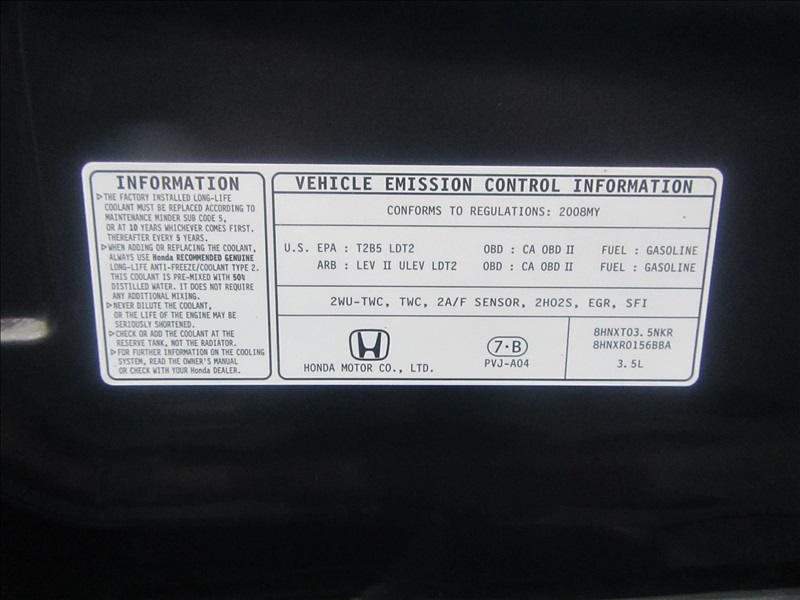 INFORMATION
▷THE FACTORY INSTALLED LONG-LIFE
COOLANT MUST BE REPLACED ACCORDING TO
MAINTENANCE MINDER SUB CODE 5,
OR AT 10 YEARS WHICHEVER COMES FIRST.
THEREAFTER EVERY 5 YEARS.
▷WHEN ADDING OR REPLACING THE COOLANT,
ALWAYS USE Honda RECOMMENDED GENUINE
LONG-LIFE ANTI-FREEZE/COOLANT TYPE 2.
THIS COOLANT IS PRE-MIXED WITH 50%
DISTILLED WATER. IT DOES NOT REQUIRE
ANY ADDITIONAL MIXING.
▷NEVER DILUTE THE COOLANT,
OR THE LIFE OF THE ENGINE MAY BE
SERIOUSLY SHORTENED.
▷CHECK OR ADD THE COOLANT AT THE
RESERVE TANK, NOT THE RADIATOR.
▷FOR FURTHER INFORMATION ON THE COOLING
SYSTEM, READ THE OWNER'S MANUAL
OR CHECK WITH YOUR Honda DEALER.
VEHICLE EMISSION CONTROL INFORMATION
CONFORMS TO REGULATIONS: 2008MY
U.S. EPA : T2B5 LDT2 OBD : CA OBD II FUEL : GASOLINE
ARB : LEV II ULEV LDT2 OBD : CA OBD II FUEL : GASOLINE
2WU-TWC, TWC, 2A/F SENSOR, 2HO2S, EGR, SFI
HONDA MOTOR CO., LTD.
7·B
PVJ-A04
8HNXT03.5NKR
8HNXR0156BBA
3.5L